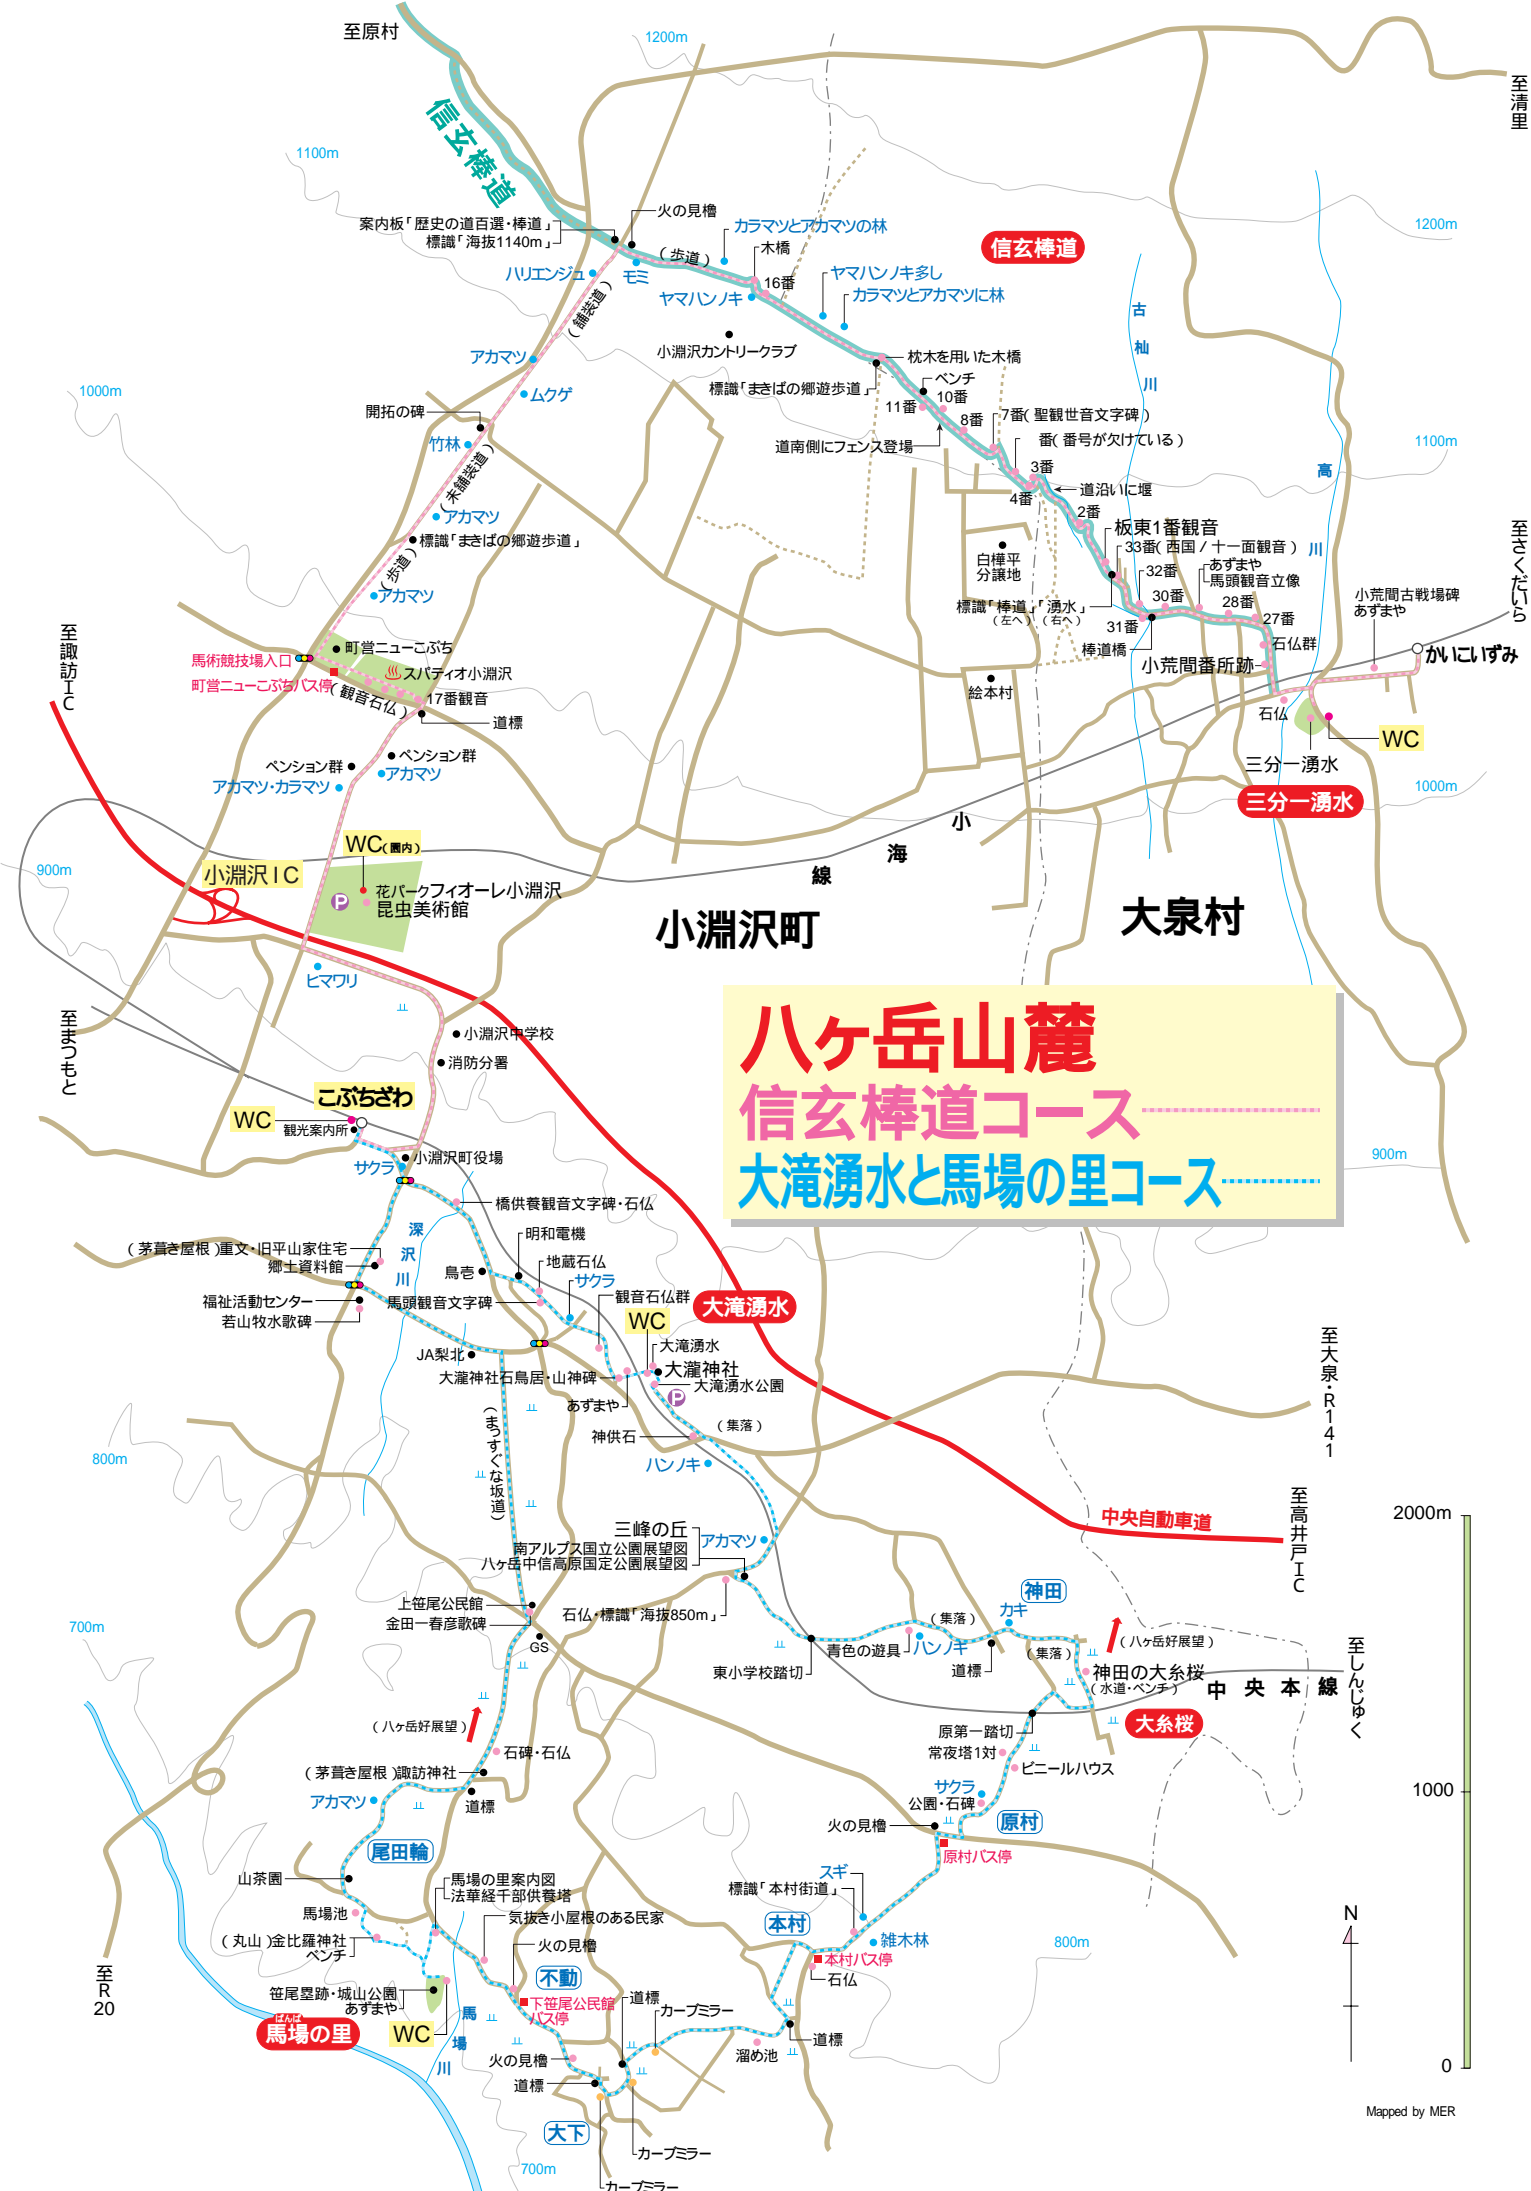 至原村
1200m
至清里
信玄棒道
1100m
火の見櫓
案内板「歴史の道百選・棒道」
標識「海抜1140m」
カラマツとアカマツの林
(歩道)
木橋
信玄棒道
1200m
ハリエンジュ
モミ
16番
ヤマハンノキ多し
ヤマハンノキ
カラマツとアカマツに林
(舗装道)
古杣川
小淵沢カントリークラブ
アカマツ
枕木を用いた木橋
標識「まきばの郷遊歩道」
ベンチ
1000m
ムクゲ
11番
10番
開拓の碑
8番
7番(聖観世音文字碑)
竹林
道南側にフェンス登場
番(番号が欠けている)
1100m
(未舗装道)
3番
高川
4番
道沿いに堰
アカマツ
2番
標識「まきばの郷遊歩道」
板東1番観音
至さくだいら
33番(西国/十一面観音)
白樺平
分譲地
(歩道)
あずまや
馬頭観音立像
32番
アカマツ
標識「棒道」「湧水」
(左へ)(右へ)
30番
28番
小荒間古戦場碑
あずまや
31番
27番
至諏訪IC
棒道橋
石仏群
町営ニューこぶち
馬術競技場入口
小荒間番所跡
かいこいずみ
スパティオ小淵沢
町営ニューこぶちバス停
絵本村
(観音石仏)
17番観音
石仏
道標
WC
ペンション群
ペンション群
三分一湧水
アカマツ
アカマツ・カラマツ
1000m
三分一湧水
小海線
WC(園内)
900m
小淵沢IC
花パークフィオーレ小淵沢
昆虫美術館
P
小淵沢町
大泉村
ヒマワリ
至まつもと
八ヶ岳山麓
信玄棒道コース
大滝湧水と馬場の里コース
小淵沢中学校
消防分署
こぶちざわ
WC
観光案内所
サクラ
小淵沢町役場
900m
橋供養観音文字碑・石仏
深沢川
明和電機
(茅葺き屋根)重文・旧平山家住宅
郷土資料館
地蔵石仏
鳥壱
サクラ
福祉活動センター
馬頭観音文字碑
観音石仏群
大滝湧水
若山牧水歌碑
WC
至大泉・R141
JA梨北
大滝湧水
大瀧神社
大瀧神社石鳥居・山神碑
大滝湧水公園
あずまや
P
(まっすぐな坂道)
神供石
(集落)
800m
ハンノキ
至高井戸IC
2000m
中央自動車道
三峰の丘
南アルプス国立公園展望図
八ヶ岳中信高原国定公園展望図
アカマツ
神田
上笹尾公民館
石仏・標識「海抜850m」
カキ
金田一春彦歌碑
(集落)
700m
GS
青色の遊具
ハンノキ
(集落)
(八ヶ岳好展望)
東小学校踏切
道標
神田の大糸桜
(水道・ベンチ)
中央本線
至しんじゅく
(八ヶ岳好展望)
原第一踏切
大糸桜
石碑・石仏
常夜塔1対
ビニールハウス
(茅葺き屋根)諏訪神社
サクラ
1000
アカマツ
道標
公園・石碑
火の見櫓
原村
尾田輪
原村バス停
スギ
山茶園
馬場の里案内図
法華経千部供養塔
標識「本村街道」
馬場池
気抜き小屋根のある民家
本村
N
(丸山)金比羅神社
ベンチ
火の見櫓
雑木林
800m
本村バス停
至R20
不動
石仏
笹尾塁跡・城山公園
あずまや
下笹尾公民館
バス停
道標
カーブミラー
ばんば
馬場の里
WC
馬場川
道標
火の見櫓
溜め池
0
道標
Mapped by MER
大下
カーブミラー
700m
カーブミラー